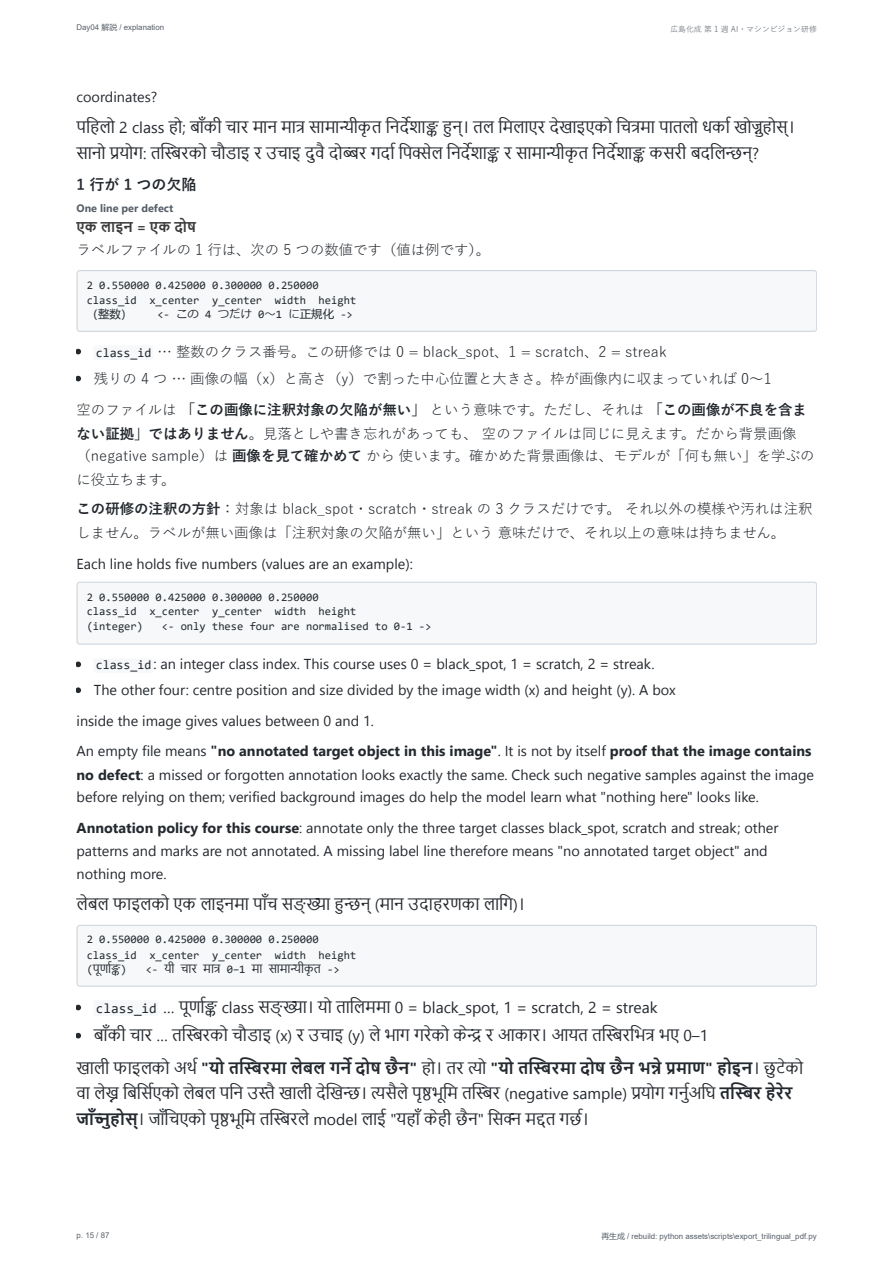 Day04 解説 / explanation
広島化成 第 1 週 AI・マシンビジョン研修
coordinates?
पहिलो 2 class हो; बाँकी चार मान मात्र सामान्यीकृत निर्देशाङ्क हुन्। तल मिलाएर देखाइएको चित्रमा पातलो धर्का खोज्नुहोस्।
सानो प्रयोग: तस्बिरको चौडाइ र उचाइ दुवै दोब्बर गर्दा पिक्सेल निर्देशाङ्क र सामान्यीकृत निर्देशाङ्क कसरी बदलिन्छन्?
1 行が 1 つの欠陥
One line per defect
एक लाइन = एक दोष
ラベルファイルの 1 行は、次の 5 つの数値です（値は例です）。
2 0.550000 0.425000 0.300000 0.250000
class_id x_center y_center width height
(整数) <- この 4 つだけ 0～1 に正規化 ->
• class_id … 整数のクラス番号。この研修では 0 = black_spot、1 = scratch、2 = streak
• 残りの 4 つ … 画像の幅（x）と高さ（y）で割った中心位置と大きさ。枠が画像内に収まっていれば 0～1
空のファイルは 「この画像に注釈対象の欠陥が無い」 という意味です。ただし、それは 「この画像が不良を含ま
ない証拠」ではありません。見落としや書き忘れがあっても、 空のファイルは同じに見えます。だから背景画像
（negative sample）は 画像を見て確かめて から 使います。確かめた背景画像は、モデルが「何も無い」を学ぶの
に役立ちます。
この研修の注釈の方針：対象は black_spot・scratch・streak の 3 クラスだけです。 それ以外の模様や汚れは注釈
しません。ラベルが無い画像は「注釈対象の欠陥が無い」という 意味だけで、それ以上の意味は持ちません。
Each line holds five numbers (values are an example):
2 0.550000 0.425000 0.300000 0.250000
class_id x_center y_center width height
(integer) <- only these four are normalised to 0-1 ->
• class_id: an integer class index. This course uses 0 = black_spot, 1 = scratch, 2 = streak.
• The other four: centre position and size divided by the image width (x) and height (y). A box
inside the image gives values between 0 and 1.
An empty file means "no annotated target object in this image". It is not by itself proof that the image contains
no defect: a missed or forgotten annotation looks exactly the same. Check such negative samples against the image
before relying on them; verified background images do help the model learn what "nothing here" looks like.
Annotation policy for this course: annotate only the three target classes black_spot, scratch and streak; other
patterns and marks are not annotated. A missing label line therefore means "no annotated target object" and
nothing more.
लेबल फाइलको एक लाइनमा पाँच सङ्ख्या हुन्छन् (मान उदाहरणका लागि)।
2 0.550000 0.425000 0.300000 0.250000
class_id x_center y_center width height
(पूर्णाङ्क) <- यी चार मात्र 0–1 मा सामान्यीकृत ->
• class_id … पूर्णाङ्क class सङ्ख्या। यो तालिममा 0 = black_spot, 1 = scratch, 2 = streak
• बाँकी चार … तस्बिरको चौडाइ (x) र उचाइ (y) ले भाग गरेको केन्द्र र आकार। आयत तस्बिरभित्र भए 0–1
खाली फाइलको अर्थ "यो तस्बिरमा लेबल गर्ने दोष छैन" हो। तर त्यो "यो तस्बिरमा दोष छैन भन्ने प्रमाण" होइन। छुटेको
वा लेख्न बिर्सिएको लेबल पनि उस्तै खाली देखिन्छ। त्यसैले पृष्ठभूमि तस्बिर (negative sample) प्रयोग गर्नुअघि तस्बिर हेरेर
जाँच्नुहोस्। जाँचिएको पृष्ठभूमि तस्बिरले model लाई "यहाँ केही छैन" सिक्न मद्दत गर्छ।
p. 15 / 87
再生成 / rebuild: python assets\scripts\export_trilingual_pdf.py